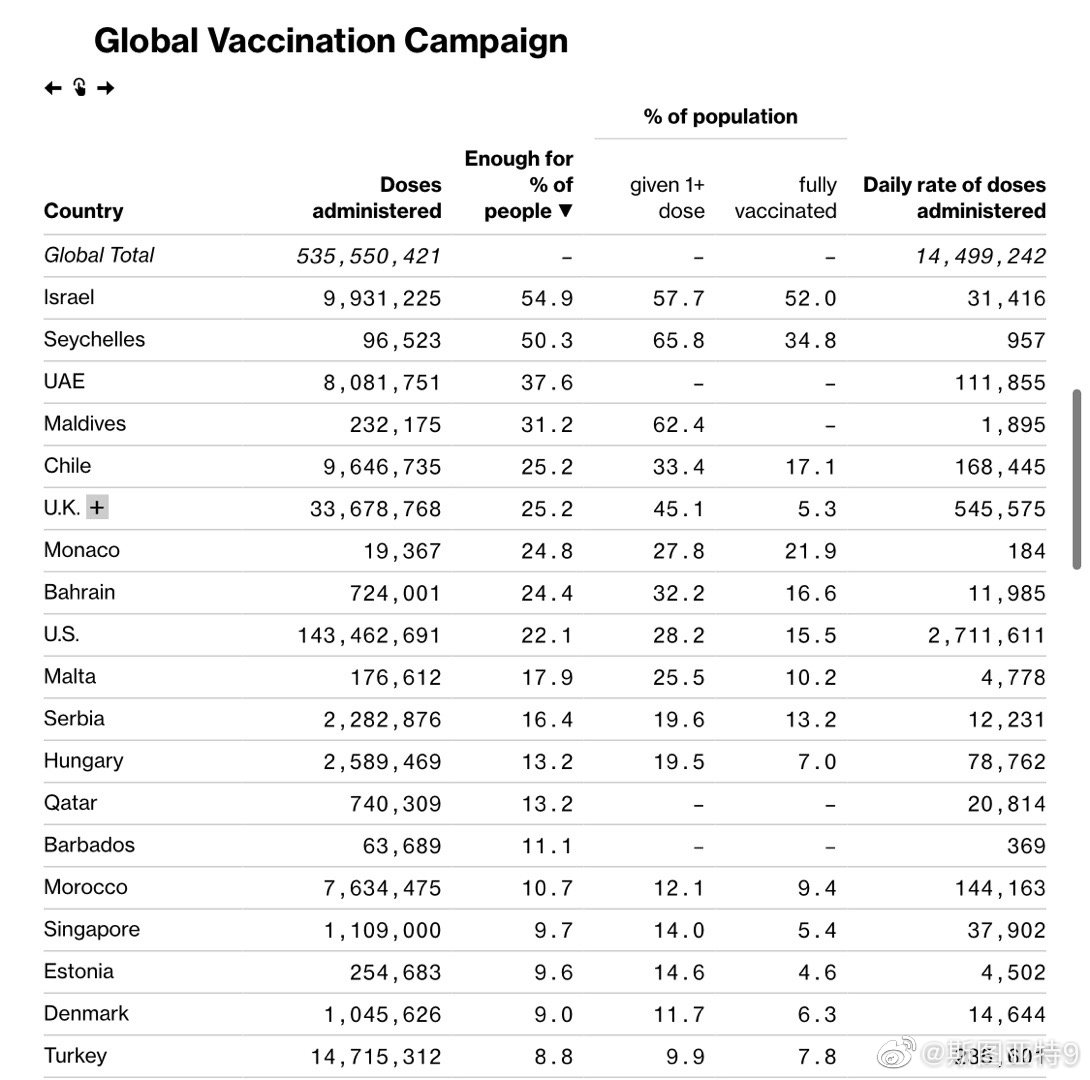 Global Vaccination Campaign
% of population
Enough for
Doses % of given 1+ fully Daily rate of doses
Country administered people ▼ dose vaccinated administered
Global Total 535,550,421 – – – 14,499,242
Israel 9,931,225 54.9 57.7 52.0 31,416
Seychelles 96,523 50.3 65.8 34.8 957
UAE 8,081,751 37.6 – – 111,855
Maldives 232,175 31.2 62.4 – 1,895
Chile 9,646,735 25.2 33.4 17.1 168,445
U.K. + 33,678,768 25.2 45.1 5.3 545,575
Monaco 19,367 24.8 27.8 21.9 184
Bahrain 724,001 24.4 32.2 16.6 11,985
U.S. 143,462,691 22.1 28.2 15.5 2,711,611
Malta 176,612 17.9 25.5 10.2 4,778
Serbia 2,282,876 16.4 19.6 13.2 12,231
Hungary 2,589,469 13.2 19.5 7.0 78,762
Qatar 740,309 13.2 – – 20,814
Barbados 63,689 11.1 – – 369
Morocco 7,634,475 10.7 12.1 9.4 144,163
Singapore 1,109,000 9.7 14.0 5.4 37,902
Estonia 254,683 9.6 14.6 4.6 4,502
Denmark 1,045,626 9.0 11.7 6.3 14,644
Turkey 14,715,312 8.8 9.9 7.8
@斯图亚特9